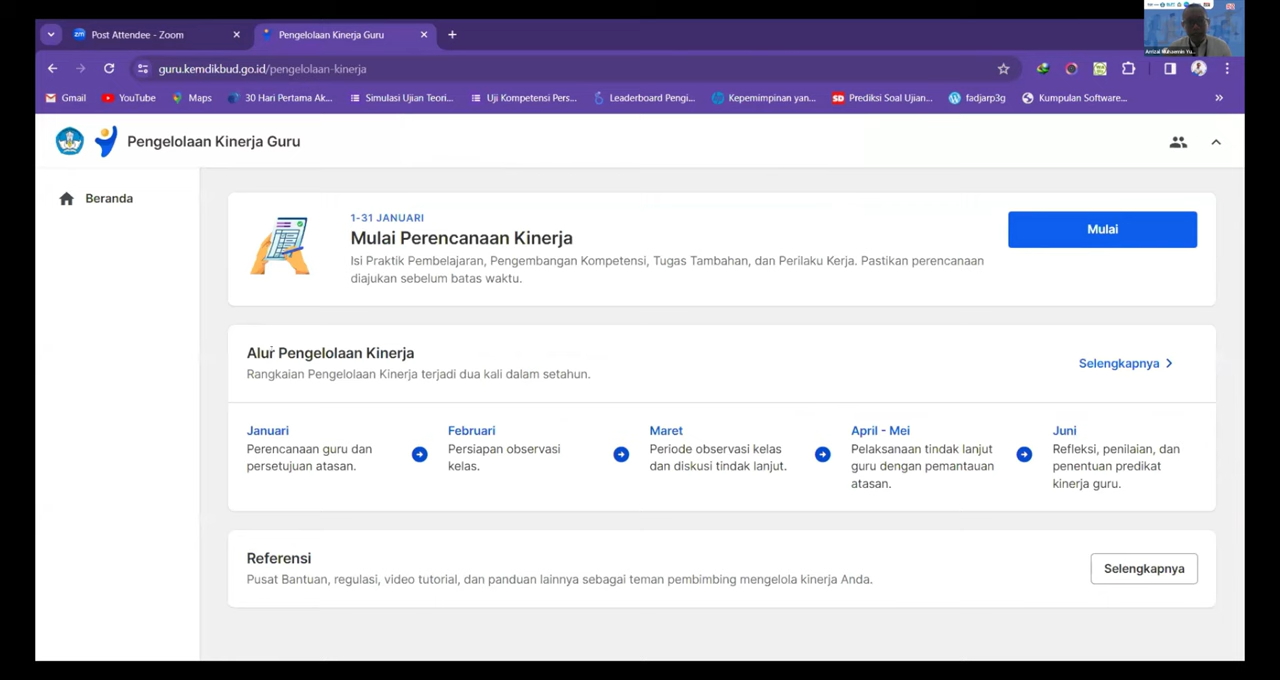 Post Attendee - Zoom
Pengelolaan Kinerja Guru
guru.kemdikbud.go.id/pengelolaan-kinerja
Gmail
YouTube
Maps
30 Hari Pertama Ak...
Simulasi Ujian Teori...
Uji Kompetensi Pers...
Leaderboard Pengi...
Kepemimpinan yan...
SD Prediksi Soal Ujian...
fadjarp3g
Kumpulan Software...
Pengelolaan Kinerja Guru
Beranda
1-31 JANUARI
Mulai Perencanaan Kinerja
Isi Praktik Pembelajaran, Pengembangan Kompetensi, Tugas Tambahan, dan Perilaku Kerja. Pastikan perencanaan
diajukan sebelum batas waktu.
Mulai
Alur Pengelolaan Kinerja
Rangkaian Pengelolaan Kinerja terjadi dua kali dalam setahun.
Selengkapnya
Januari
Perencanaan guru dan
persetujuan atasan.
Februari
Persiapan observasi
kelas.
Maret
Periode observasi kelas
dan diskusi tindak lanjut.
April - Mei
Pelaksanaan tindak lanjut
guru dengan pemantauan
atasan.
Juni
Refleksi, penilaian, dan
penentuan predikat
kinerja guru.
Referensi
Pusat Bantuan, regulasi, video tutorial, dan panduan lainnya sebagai teman pembimbing mengelola kinerja Anda.
Selengkapnya